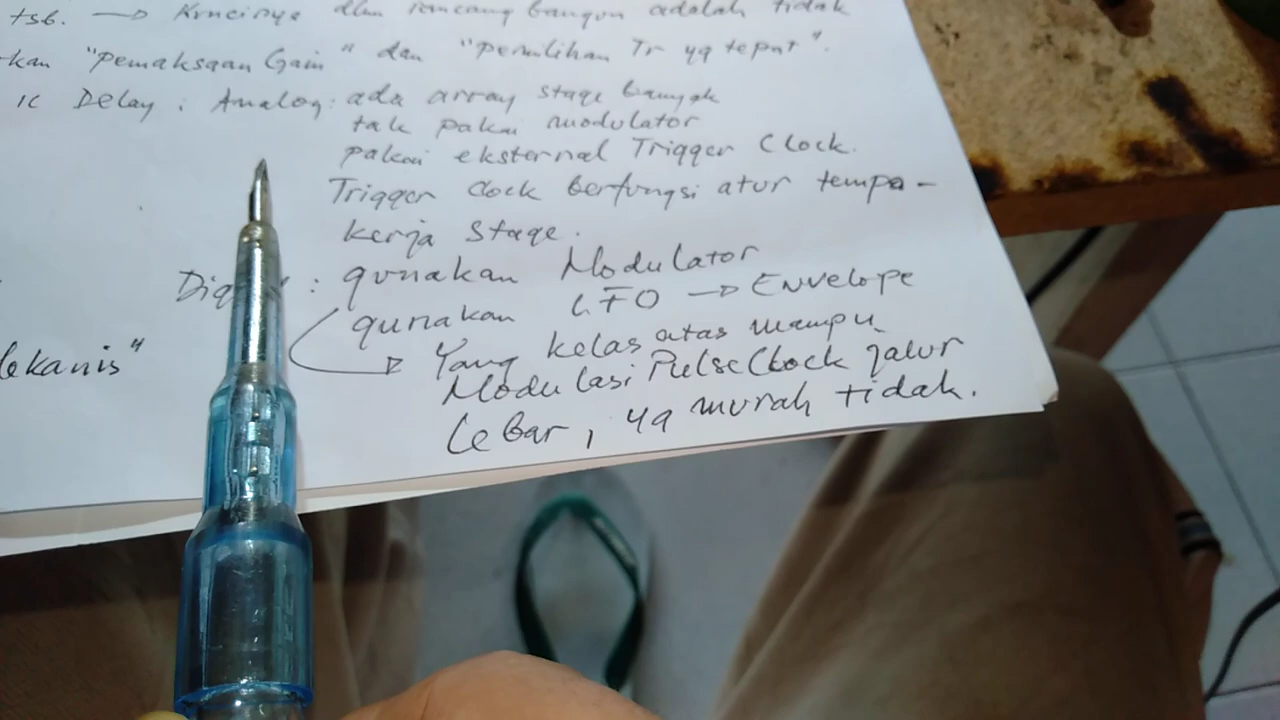 tsb. → Kuncinya dlm rancang bangun adalah tidak
kan "Pemaksaan Gain" dan "pemilihan Tr yg tepat".
IC Delay : Analog : ada array stage banyak
tak pakai modulator
pakai eksternal Trigger Clock.
Trigger clock berfungsi atur tempo-
kerja stage.
: gunakan Modulator
gunakan LFO → Envelope
Yang kelas atas mampu
Modulasi PulseClock jalur
lebar, yg murah tidak.
lekanis"